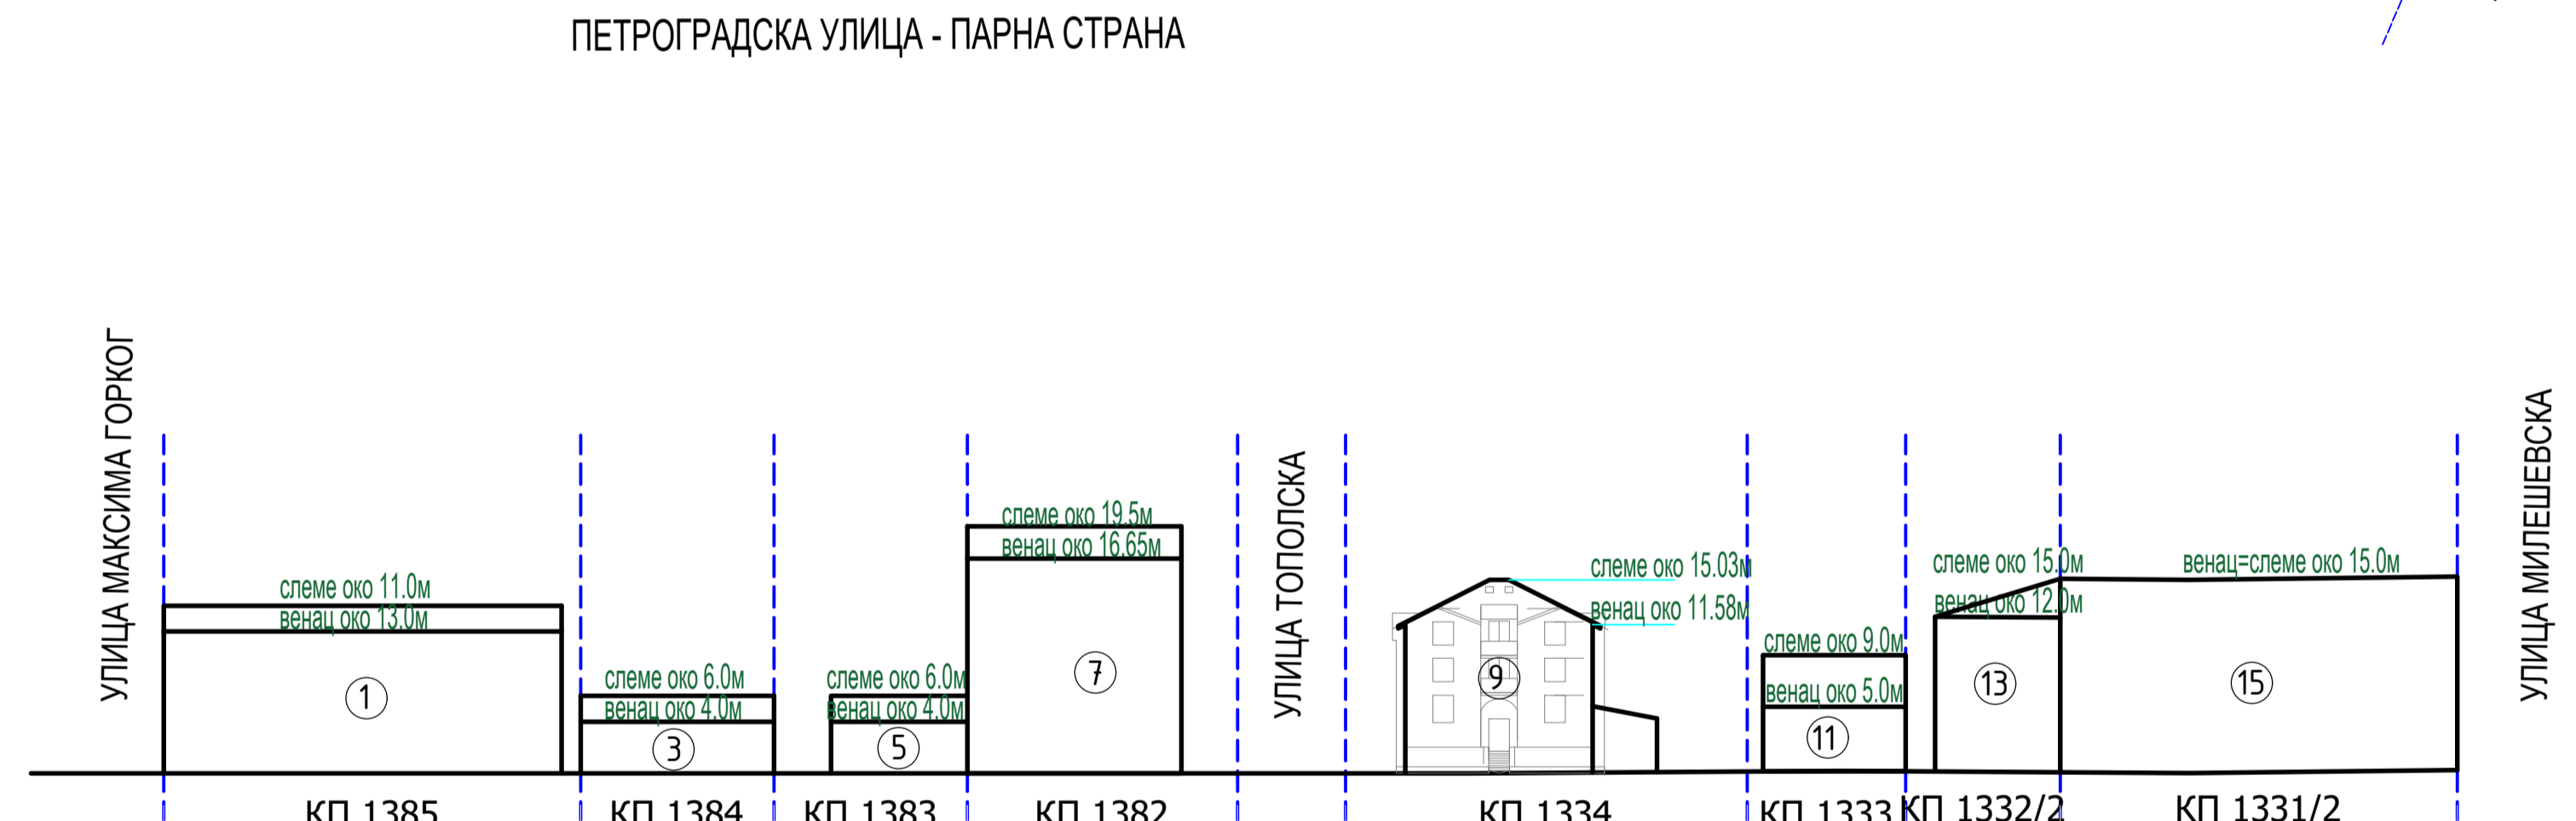 ПЕТРОГРАДСКА УЛИЦА - ПАРНА СТРАНА
УЛИЦА МАКСИМА ГОРКОГ
слеме око 11.0м
венац око 13.0м
1
слеме око 6.0м
венац око 4.0м
3
слеме око 6.0м
венац око 4.0м
5
слеме око 19.5м
венац око 16.65м
7
УЛИЦА ТОПОЛСКА
слеме око 15.03м
венац око 11.58м
9
слеме око 9.0м
венац око 5.0м
11
слеме око 15.0м
венац око 12.0м
13
венац=слеме око 15.0м
15
УЛИЦА МИЛЕШЕВСКА
КП 1385
КП 1384
КП 1383
КП 1382
КП 1334
КП 1333
КП 1332/2
КП 1331/2